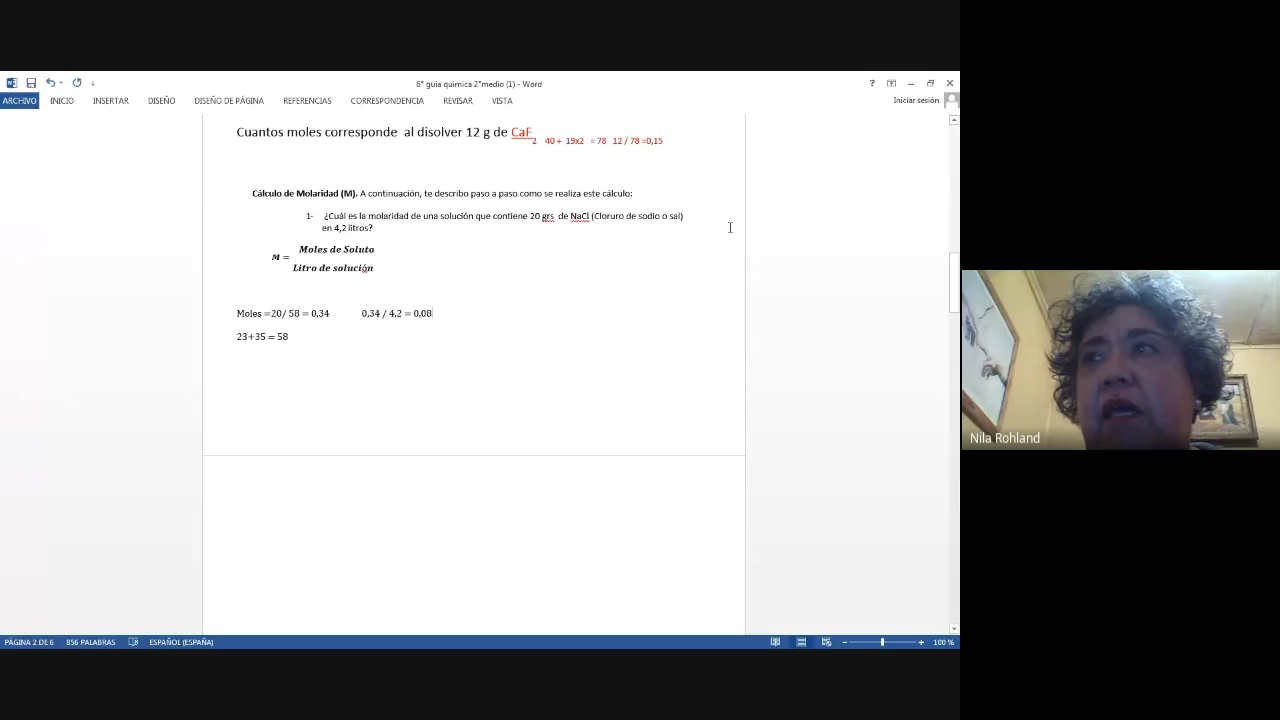 6° guia quimica 2°medio (1) - Word
?
ARCHIVO INICIO INSERTAR DISEÑO DISEÑO DE PÁGINA REFERENCIAS CORRESPONDENCIA REVISAR VISTA Iniciar sesión
Cuantos moles corresponde al disolver 12 g de CaF2 40 + 19x2 = 78 12 / 78 =0,15
Cálculo de Molaridad (M). A continuación, te describo paso a paso como se realiza este cálculo:
1- ¿Cuál es la molaridad de una solución que contiene 20 grs de NaCl (Cloruro de sodio o sal)
en 4,2 litros?
Moles de Soluto
M =
Litro de solución
Moles =20/ 58 = 0,34 0,34 / 4,2 = 0,08
23+35 = 58
Nila Rohland
PÁGINA 2 DE 6 856 PALABRAS ESPAÑOL (ESPAÑA) 100 %